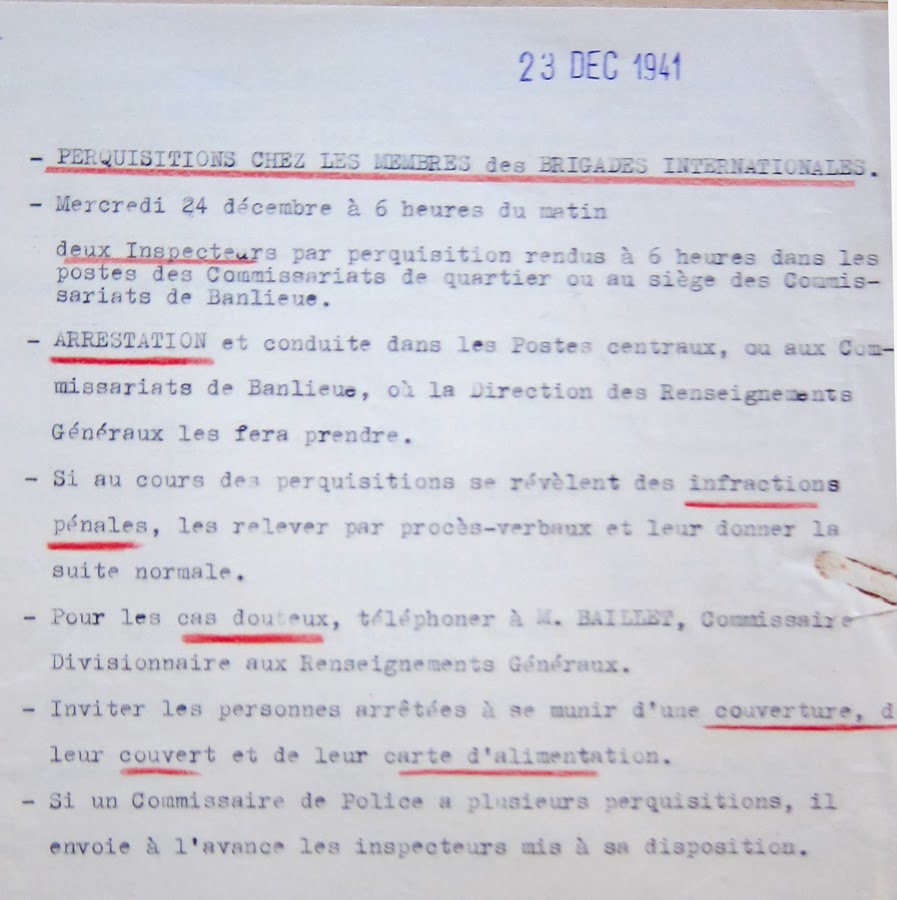 23 DEC 1941
- PERQUISITIONS CHEZ LES MEMBRES des BRIGADES INTERNATIONALES.
- Mercredi 24 décembre à 6 heures du matin
deux Inspecteurs par perquisition rendus à 6 heures dans les
postes des Commissariats de quartier ou au siège des Commis-
sariats de Banlieue.
- ARRESTATION et conduite dans les Postes centraux, ou aux Com-
missariats de Banlieue, où la Direction des Renseignements
Généraux les fera prendre.
- Si au cours des perquisitions se révèlent des infractions
pénales, les relever par procès-verbaux et leur donner la
suite normale.
- Pour les cas douteux, téléphoner à M. BAILLET, Commissaire
Divisionnaire aux Renseignements Généraux.
- Inviter les personnes arrêtées à se munir d'une couverture, d
leur couvert et de leur carte d'alimentation.
- Si un Commissaire de Police a plusieurs perquisitions, il
envoie à l'avance les inspecteurs mis à sa disposition.